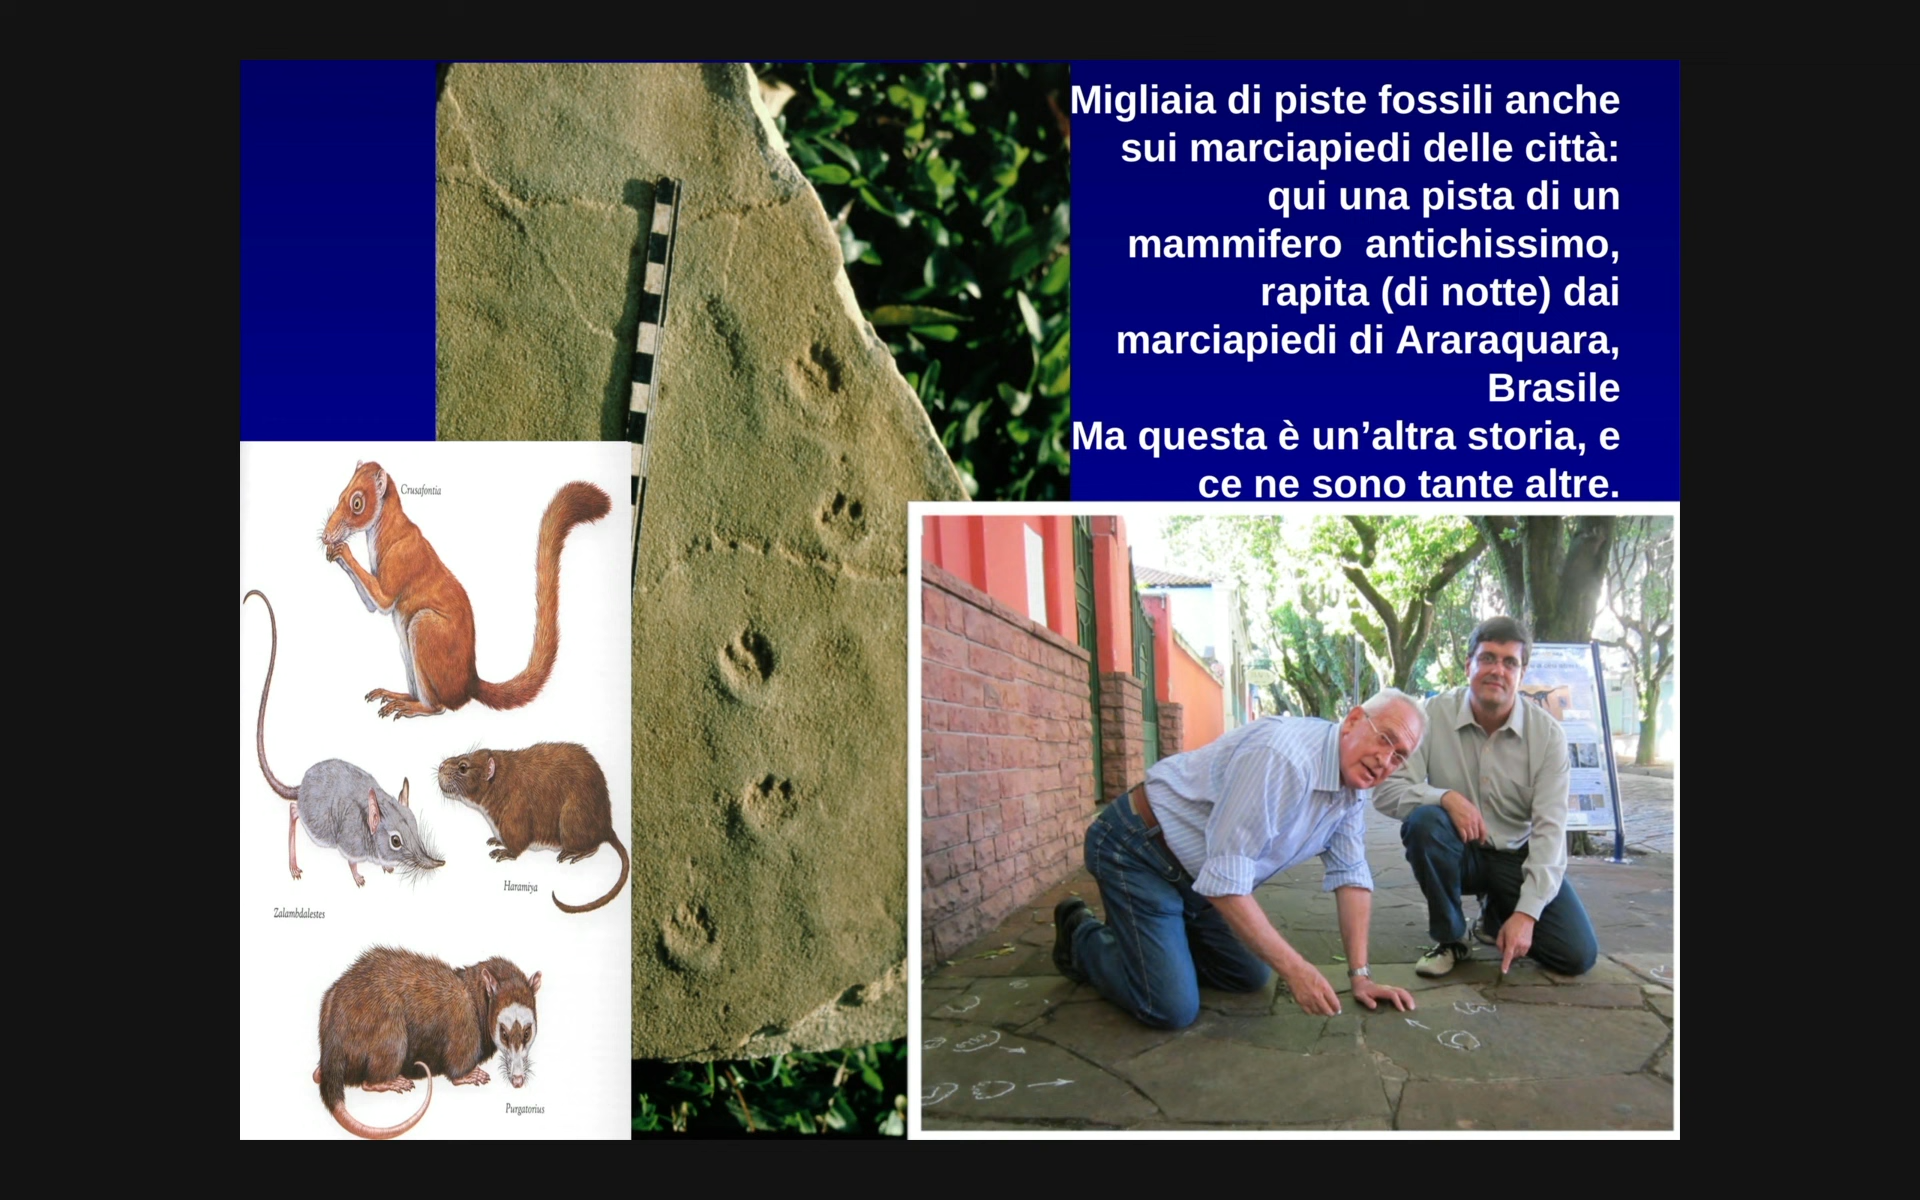 Migliaia di piste fossili anche
sui marciapiedi delle città:
qui una pista di un
mammifero  antichissimo,
rapita (di notte) dai
marciapiedi di Araraquara,
Brasile
Ma questa è un’altra storia, e
ce ne sono tante altre.
Crusafontia
Haramiya
Zalambdalestes
Purgatorius